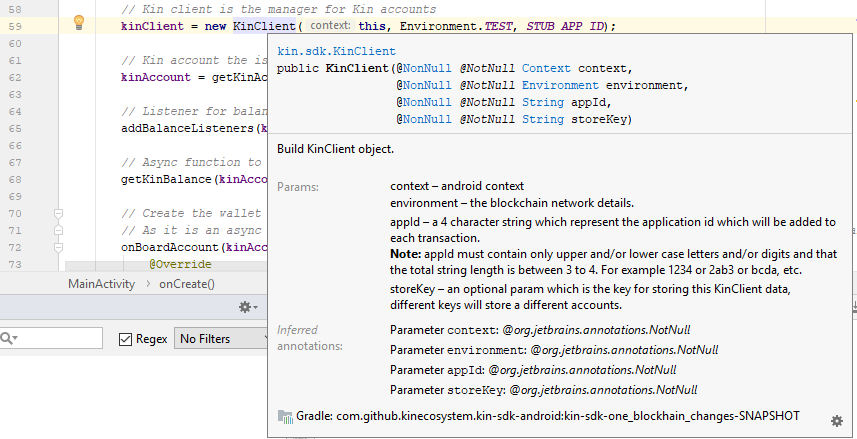 58 // Kin client is the manager for Kin accounts
59 kinClient = new KinClient( context: this, Environment.TEST, STUB_APP_ID);
60
61 // Kin account the is
62 kinAccount = getKinAc
63
64 // Listener for balan
65 addBalanceListeners(k
66
67 // Async function to
68 getKinBalance(kinAcco
69
70 // Create the wallet
71 // As it is an async
72 onBoardAccount(kinAcc
73 @Override
kin.sdk.KinClient
public KinClient(@NonNull @NotNull Context context,
@NonNull @NotNull Environment environment,
@NonNull @NotNull String appId,
@NonNull @NotNull String storeKey)
Build KinClient object.
Params: context – android context
environment – the blockchain network details.
appId – a 4 character string which represent the application id which will be added to
each transaction.
Note: appId must contain only upper and/or lower case letters and/or digits and that
the total string length is between 3 to 4. For example 1234 or 2ab3 or bcda, etc.
storeKey – an optional param which is the key for storing this KinClient data,
different keys will store a different accounts.
Inferred annotations: Parameter context: @org.jetbrains.annotations.NotNull
Parameter environment: @org.jetbrains.annotations.NotNull
Parameter appId: @org.jetbrains.annotations.NotNull
Parameter storeKey: @org.jetbrains.annotations.NotNull
Gradle: com.github.kinecosystem.kin-sdk-android:kin-sdk-one_blockhain_changes-SNAPSHOT
MainActivity › onCreate()
Regex No Filters